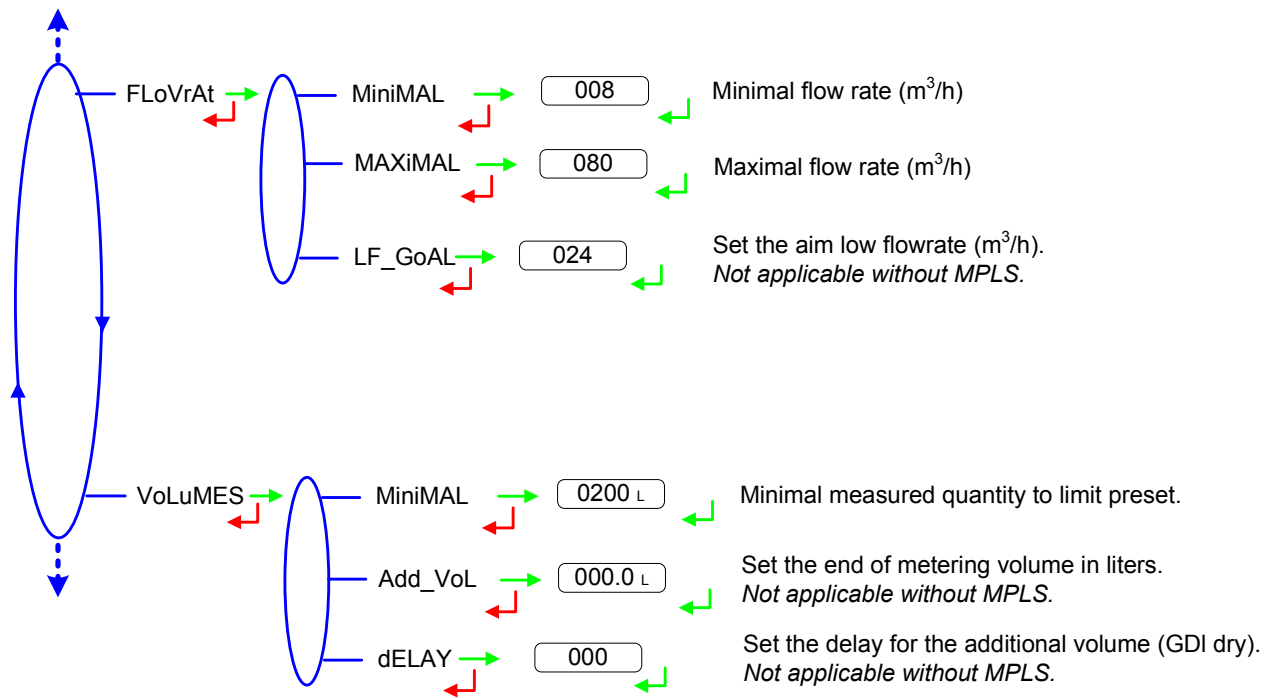 FLoVrAt
MiniMAL
008
Minimal flow rate (m³/h)
MAXiMAL
080
Maximal flow rate (m³/h)
LF_GoAL
024
Set the aim low flowrate (m³/h).
Not applicable without MPLS.
VoLuMES
MiniMAL
0200 L
Minimal measured quantity to limit preset.
Add_VoL
000.0 L
Set the end of metering volume in liters.
Not applicable without MPLS.
dELAY
000
Set the delay for the additional volume (GDI dry).
Not applicable without MPLS.